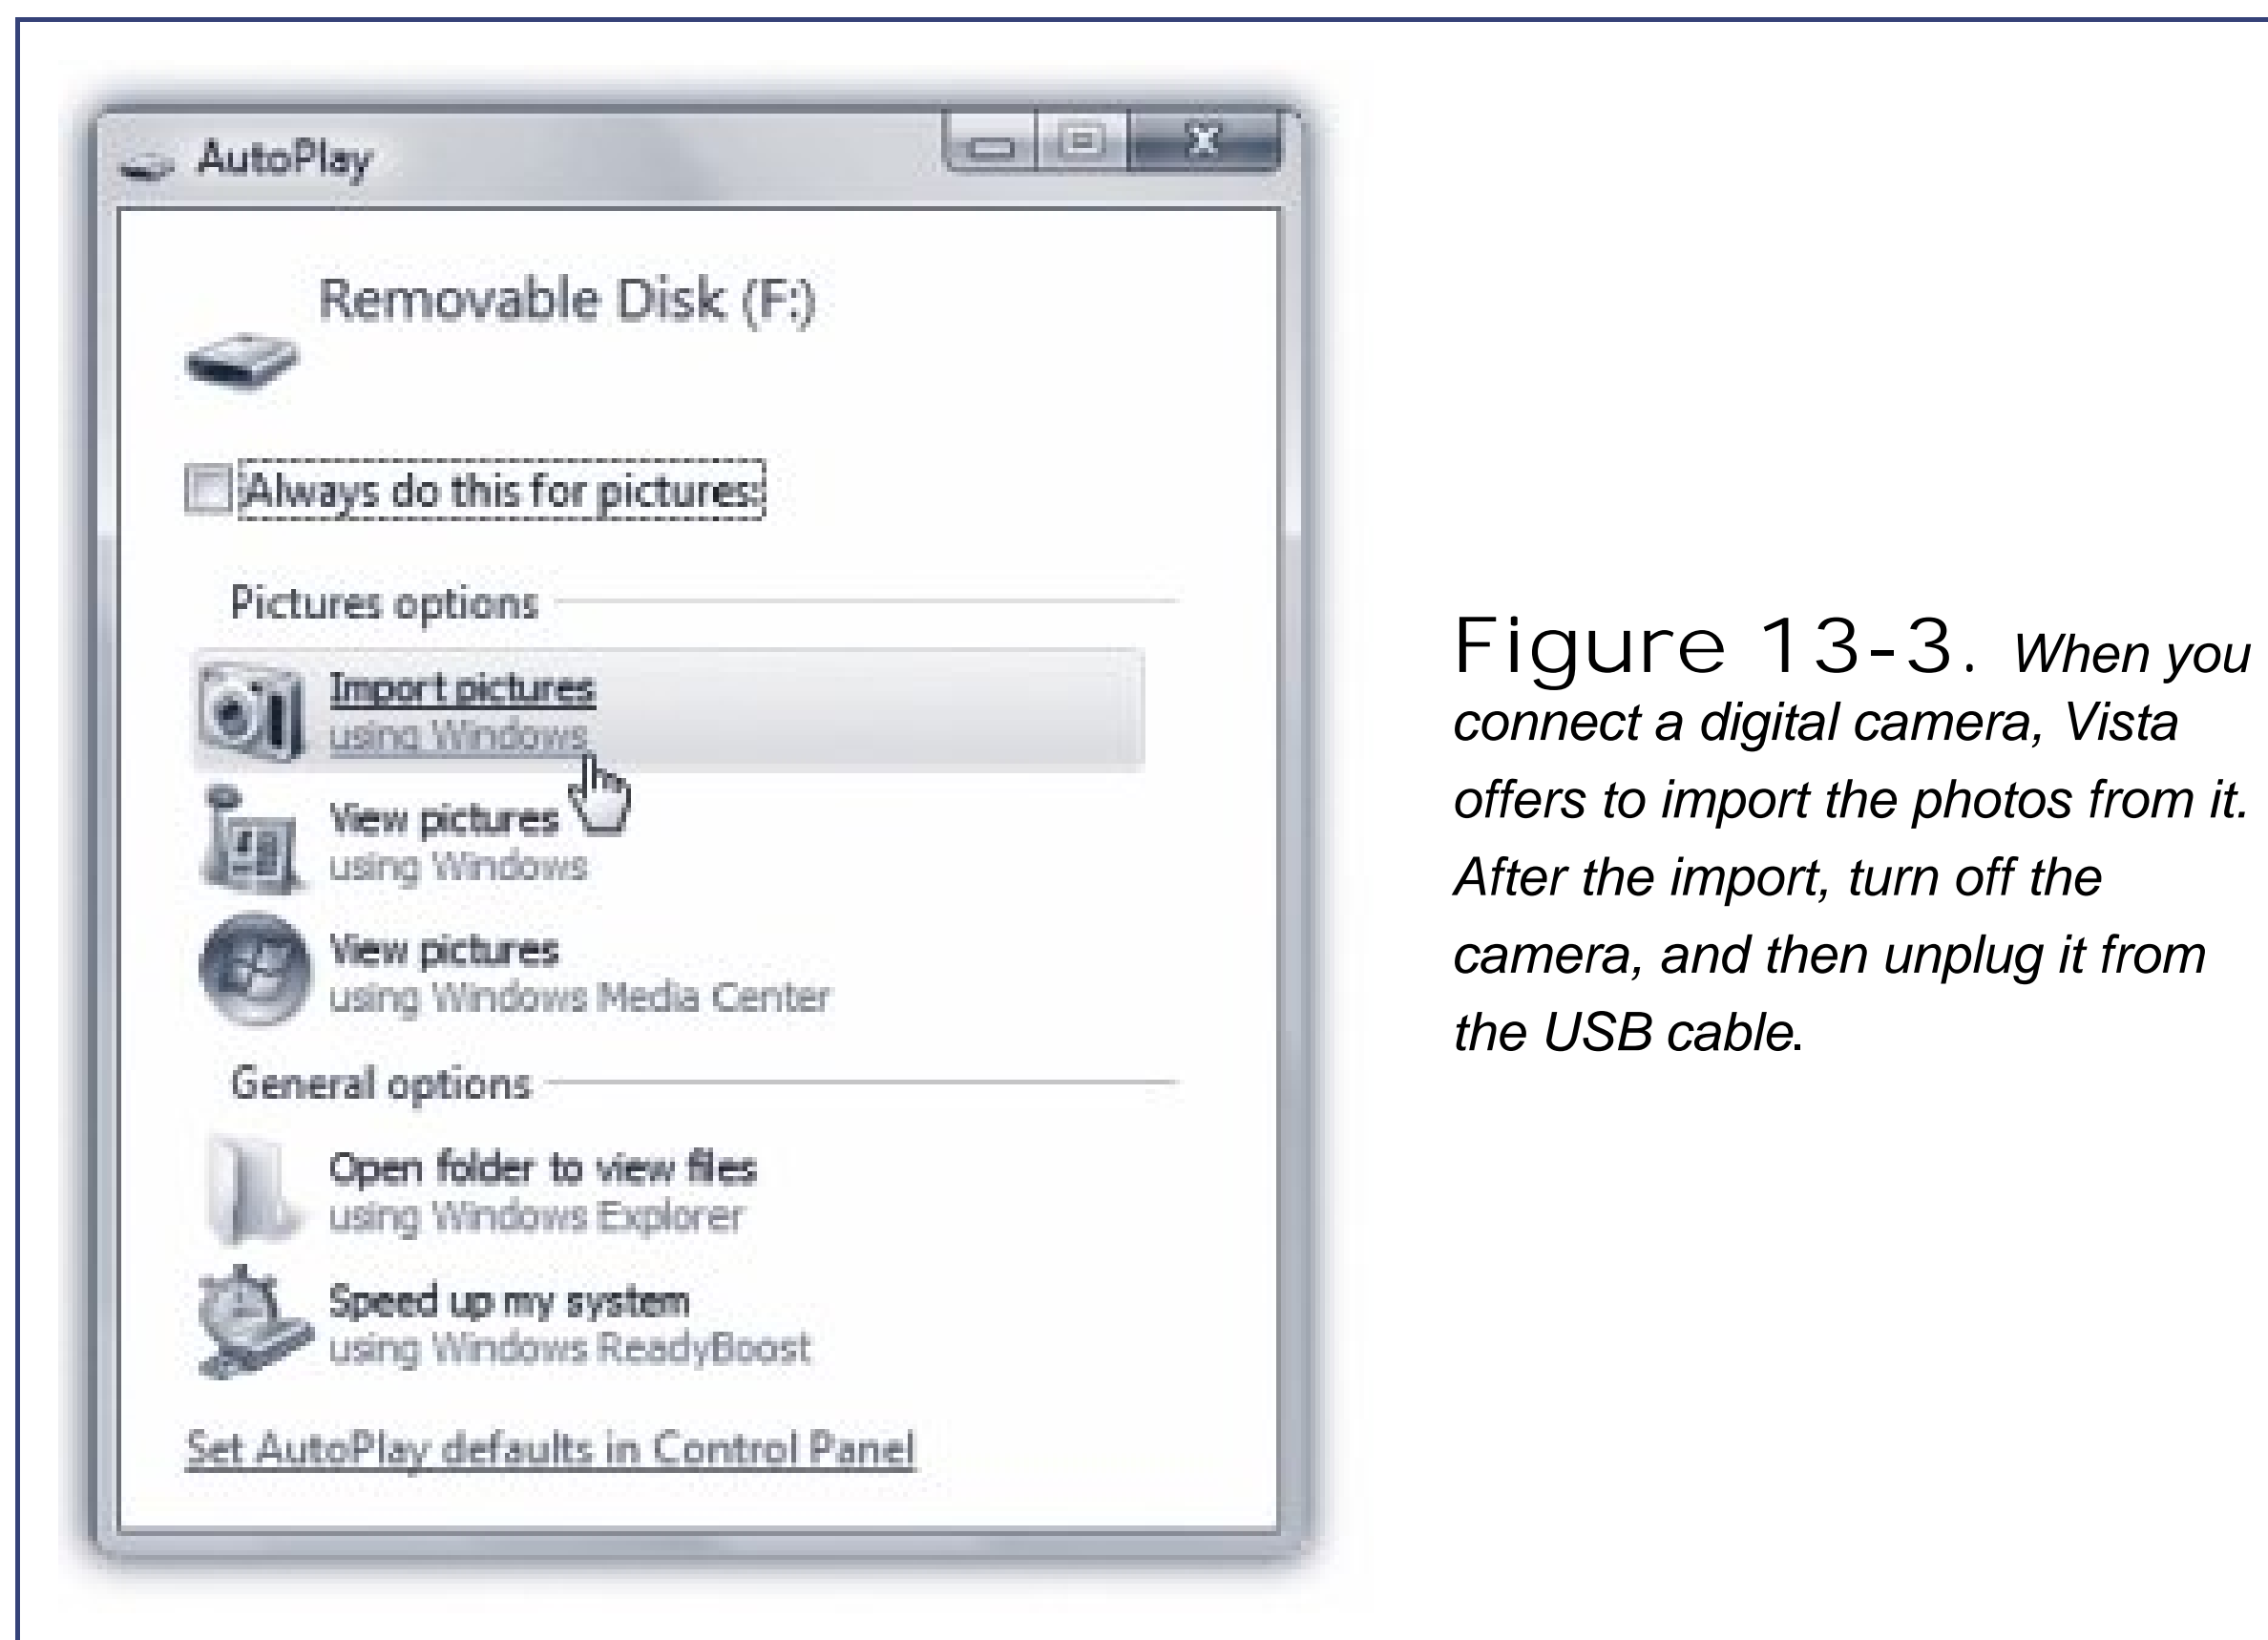 AutoPlay
Removable Disk (F:)
Always do this for pictures:
Pictures options
Import pictures
using Windows
View pictures
using Windows
View pictures
using Windows Media Center
General options
Open folder to view files
using Windows Explorer
Speed up my system
using Windows ReadyBoost
Set AutoPlay defaults in Control Panel
Figure 13-3. When you
connect a digital camera, Vista
offers to import the photos from it.
After the import, turn off the
camera, and then unplug it from
the USB cable.